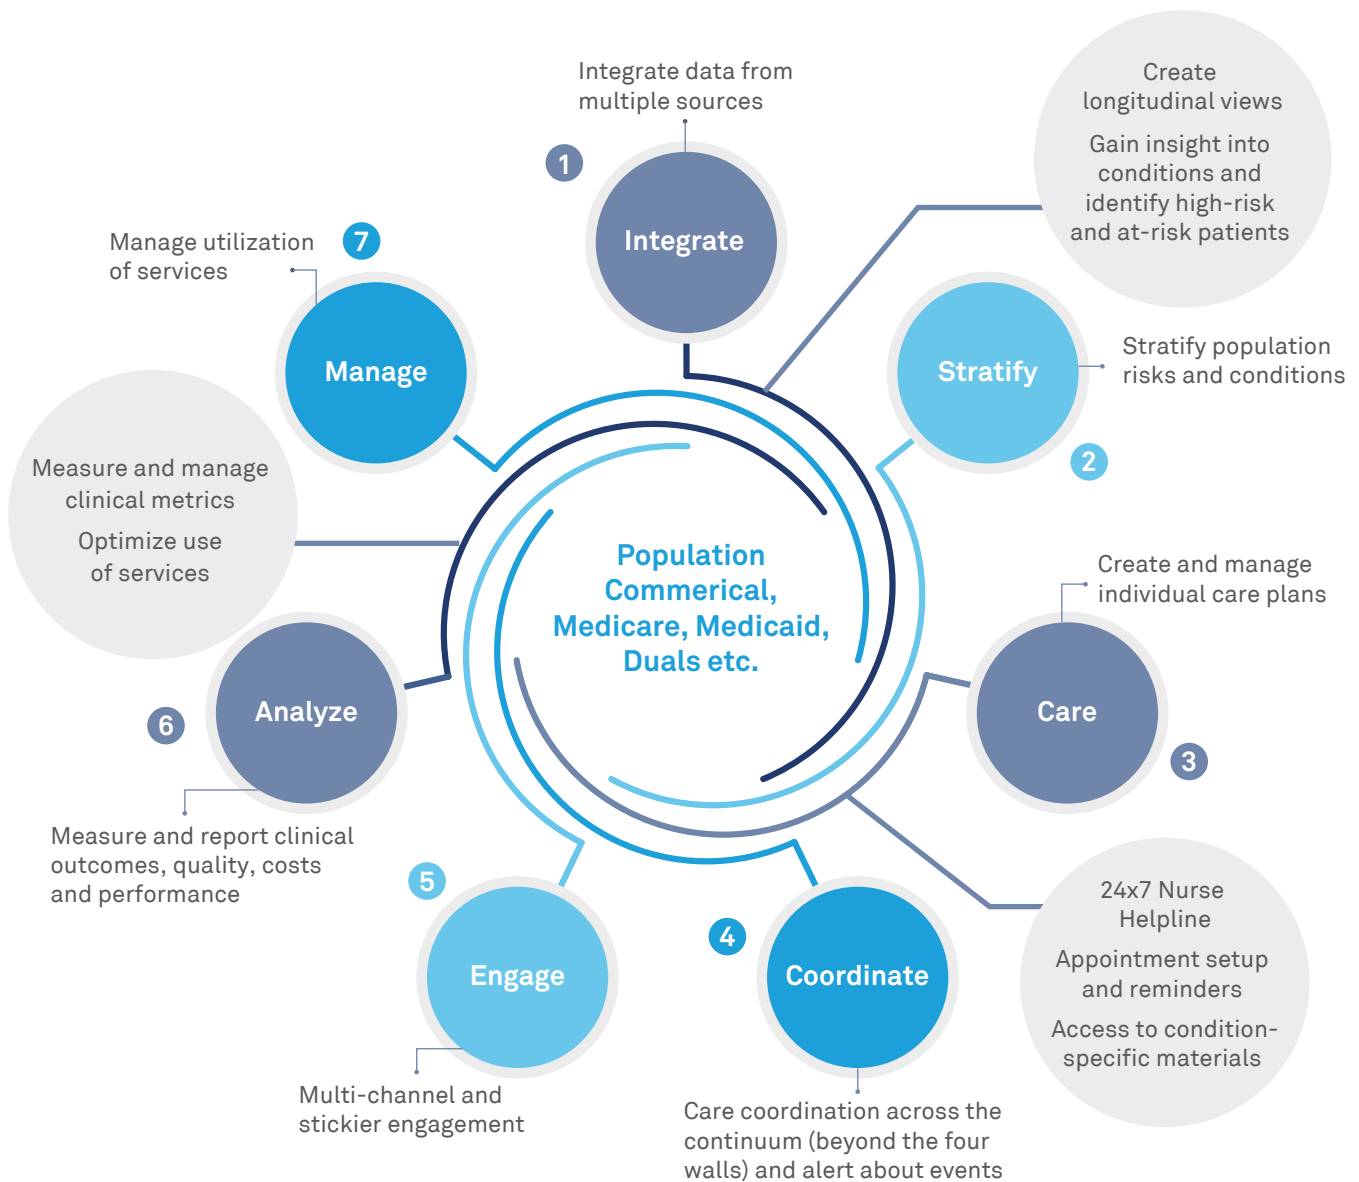 Integrate data from
multiple sources
1
Integrate
Create
longitudinal views
Gain insight into
conditions and
identify high-risk
and at-risk patients
Stratify
Stratify population
risks and conditions
2
Create and manage
individual care plans
Care
3
24x7 Nurse
Helpline
Appointment setup
and reminders
Access to condition-
specific materials
4
Coordinate
Care coordination across the
continuum (beyond the four
walls) and alert about events
5
Engage
Multi-channel and
stickier engagement
6
Analyze
Measure and report clinical
outcomes, quality, costs
and performance
Measure and manage
clinical metrics
Optimize use
of services
Manage utilization
of services
7
Manage
Population
Commerical,
Medicare, Medicaid,
Duals etc.